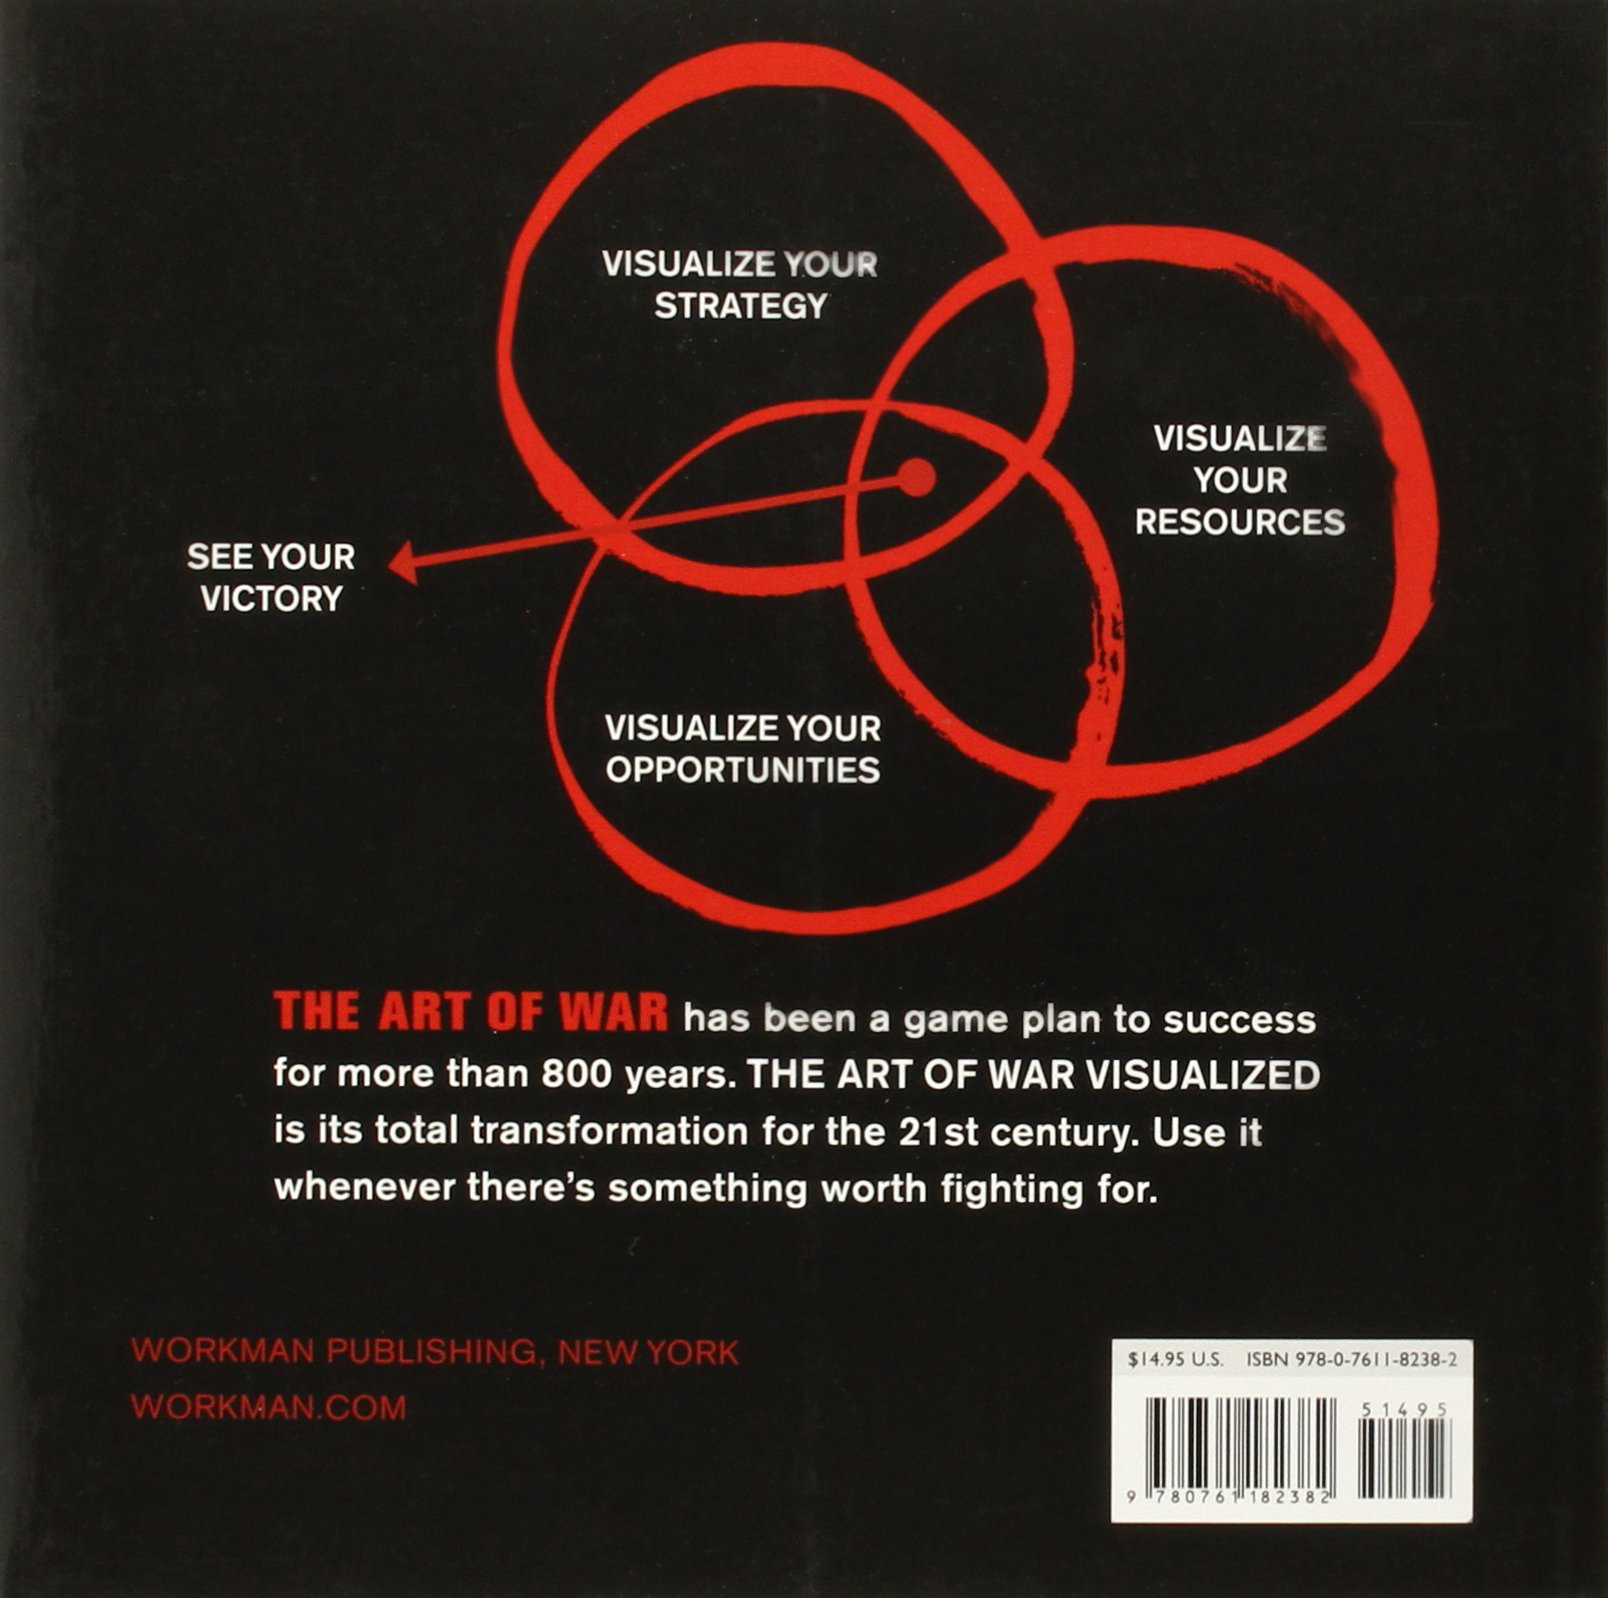 VISUALIZE YOUR
STRATEGY
VISUALIZE
YOUR
RESOURCES
SEE YOUR
VICTORY
VISUALIZE YOUR
OPPORTUNITIES
THE ART OF WAR has been a game plan to success
for more than 800 years. THE ART OF WAR VISUALIZED
is its total transformation for the 21st century. Use it
whenever there's something worth fighting for.
WORKMAN PUBLISHING, NEW YORK
WORKMAN.COM
$14.95 U.S. ISBN 978-0-7611-8238-2
51495
9 780761 182382